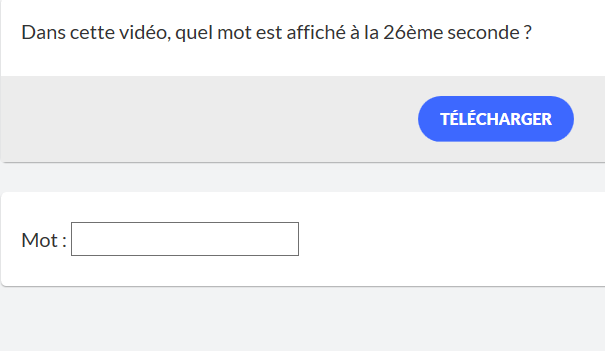 Dans cette vidéo, quel mot est affiché à la 26ème seconde ?
TÉLÉCHARGER
Mot :